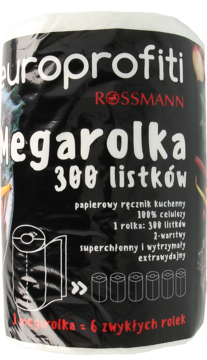 europrofiti
ROSSMANN
Megarolka
300 listków
papierowy ręcznik kuchenny
100% celulozy
1 rolka: 300 listków
2-warstwy
superchłonny i wytrzymały
extrawydajny
1 megarolka = 6 zwykłych rolek